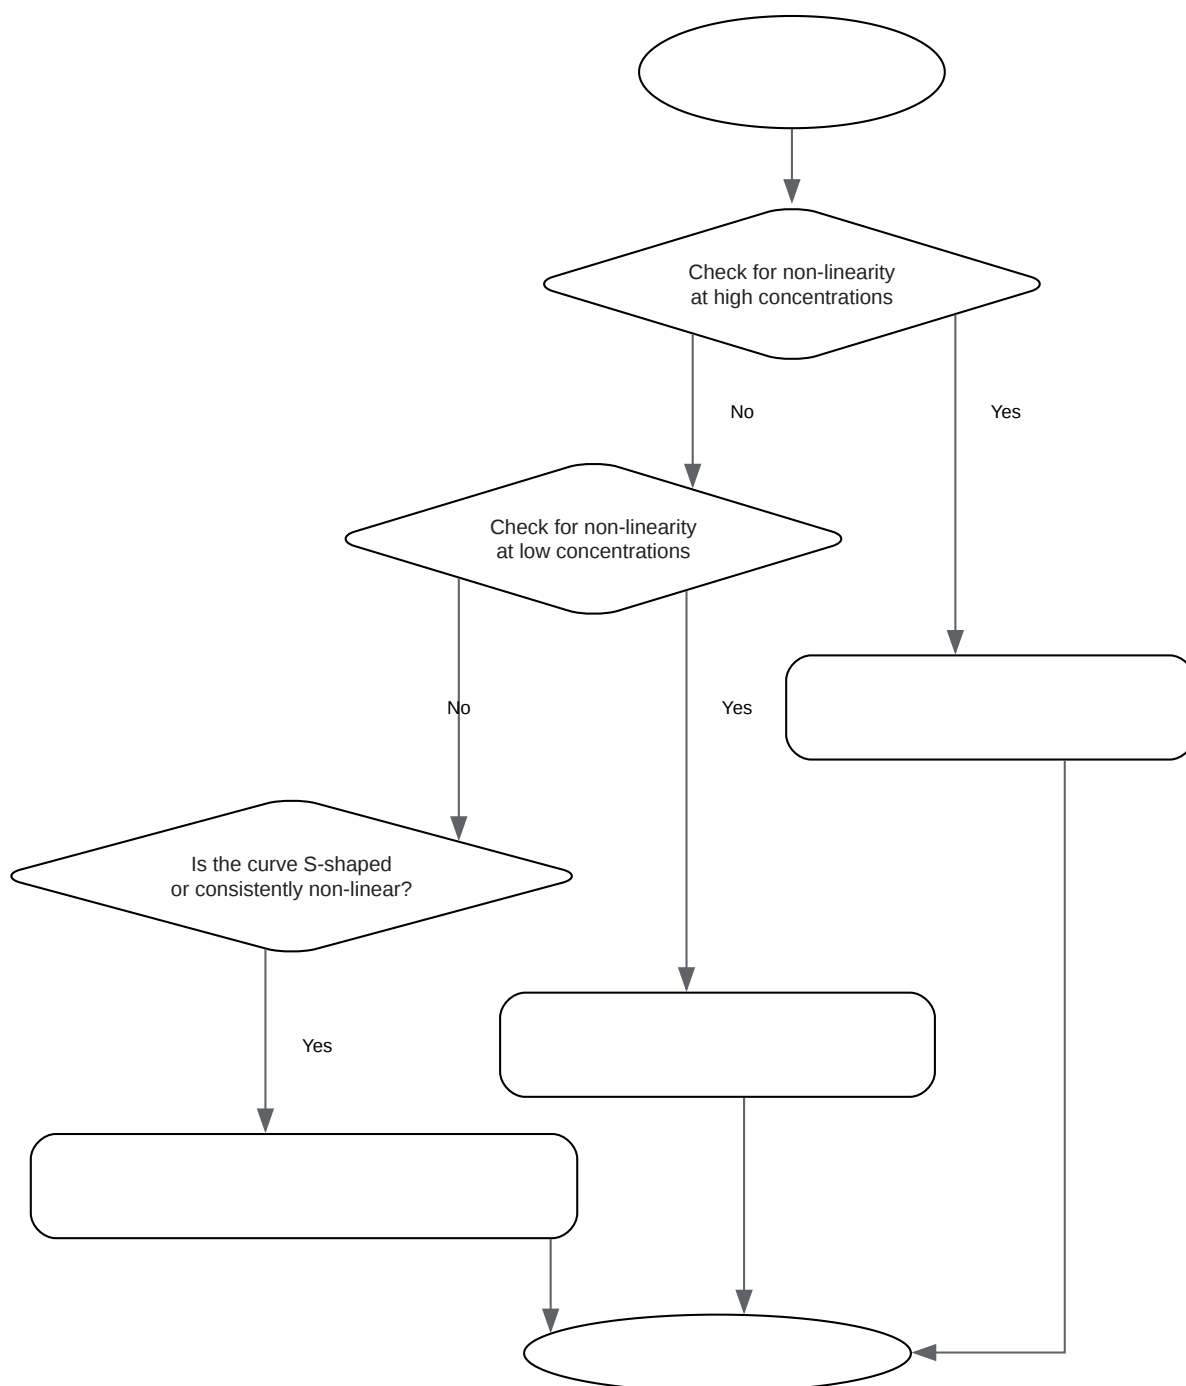 Check for non-linearity
at high concentrations
No
Yes
Check for non-linearity
at low concentrations
No
Yes
Is the curve S-shaped
or consistently non-linear?
Yes